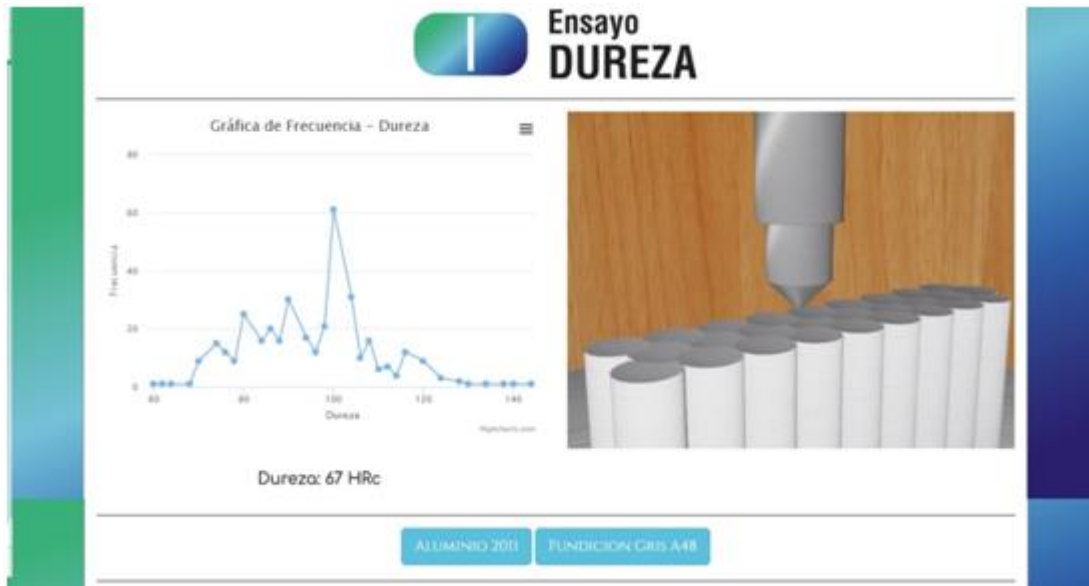 Ensayo
DUREZA
Gráfica de Frecuencia – Dureza
80
60
40
20
0
Frecuencia
60
80
100
120
140
Dureza
Highcharts.com
Dureza: 67 HRc
ALUMINIO 2011
FUNDICION GRIS A48